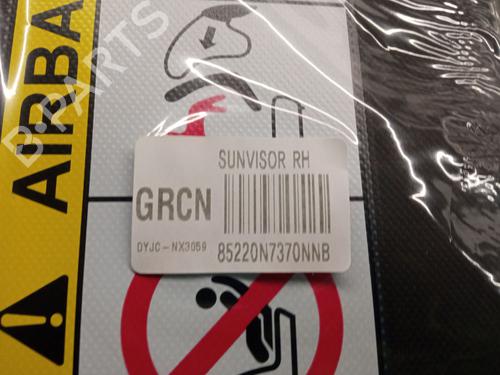 AIRBA
B-PARTS
SUNVISOR RH
GRCN
DYJC-NX3059
85220N7370NNB